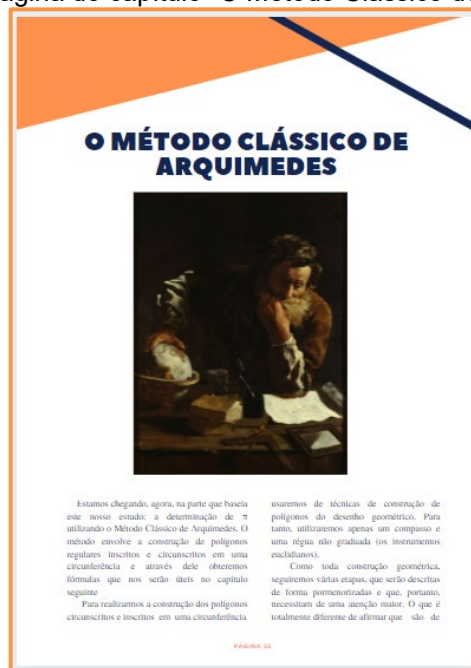 O MÉTODO CLÁSSICO DE
ARQUIMEDES
Estamos chegando, agora, na parte que baseia
este nosso estudo: a determinação de π
utilizando o Método Clássico de Arquimedes. O
método envolve a construção de polígonos
regulares inscritos e circunscritos em uma
circunferência e através dele obteremos
fórmulas que nos serão úteis no capítulo
seguinte
Para realizarmos a construção dos polígonos
circunscritos e inscritos em uma circunferência
usaremos de técnicas de construção de
polígonos do desenho geométrico. Para
tanto, utilizaremos apenas um compasso e
uma régua não graduada (os instrumentos
euclidianos).
Como toda construção geométrica,
seguiremos várias etapas, que serão descritas
de forma pormenorizadas e que, portanto,
necessitam de uma atenção maior. O que é
totalmente diferente de afirmar que são de
PÁGINA 25